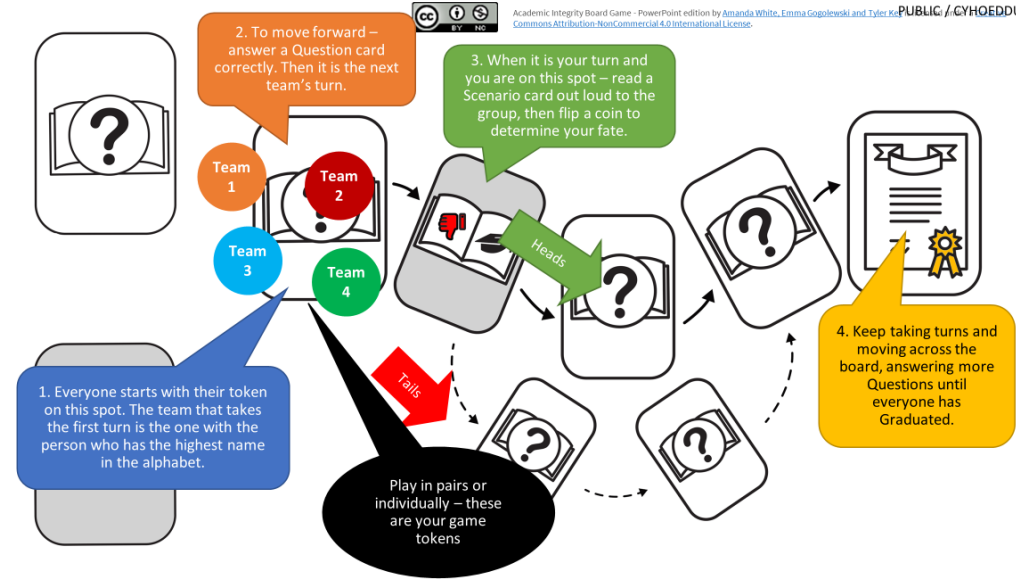 PUBLIC / CYHOEDDU
cc
BY NC
Academic Integrity Board Game - PowerPoint edition by Amanda White, Emma Gogolewski and Tyler
Commons Attribution-NonCommercial 4.0 International License.
2. To move forward –
answer a Question card
correctly. Then it is the next
team's turn.
3. When it is your turn and
you are on this spot – read a
Scenario card out loud to the
group, then flip a coin to
determine your fate.
?
?
Team
1
Team
2
Team
3
Team
4
Heads
?
?
Tails
?
?
1. Everyone starts with their token
on this spot. The team that takes
the first turn is the one with the
person who has the highest name
in the alphabet.
Play in pairs or
individually – these
are your game
tokens
4. Keep taking turns and
moving across the
board, answering more
Questions until
everyone has
Graduated.